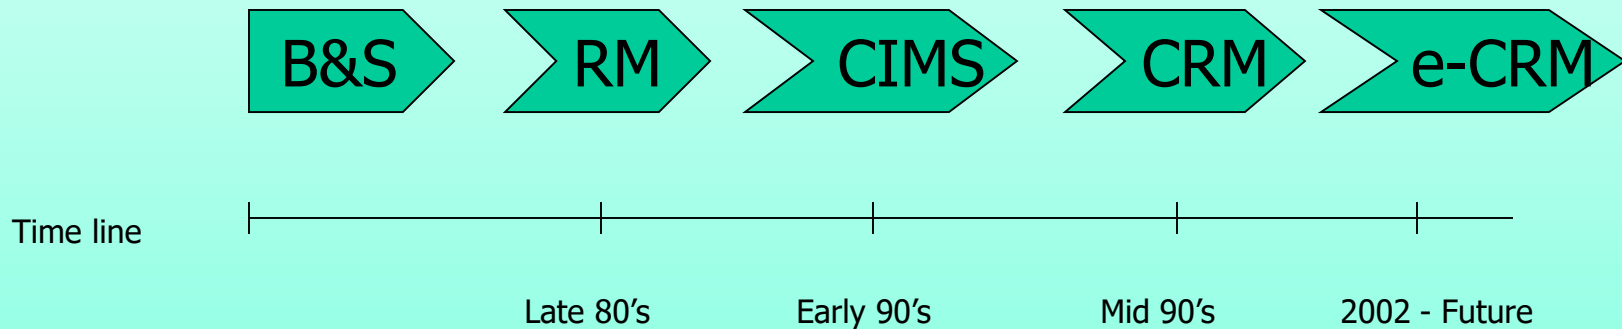 B&S RM CIMS CRM e-CRM
Time line
Late 80’s Early 90’s Mid 90’s 2002 - Future